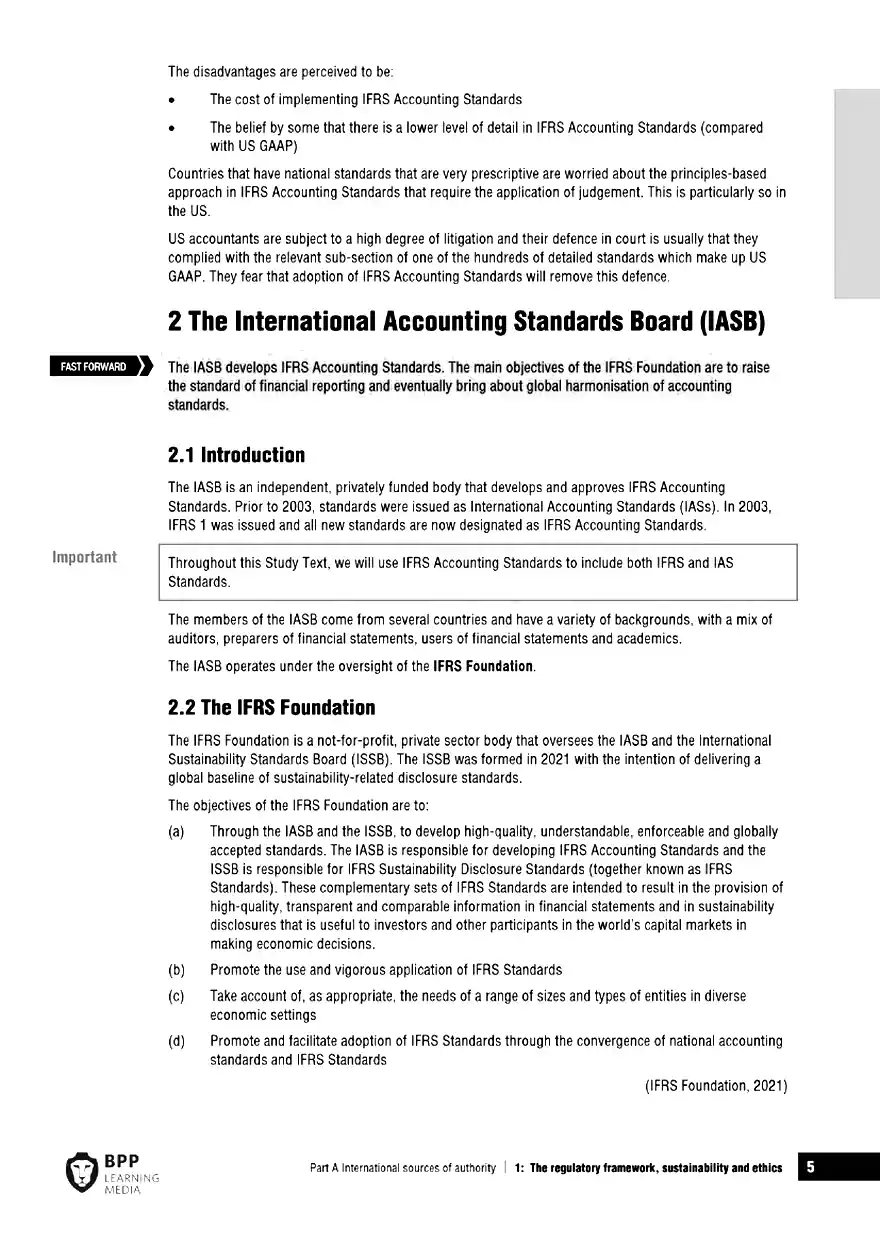 The disadvantages are perceived to be:
• The cost of implementing IFRS Accounting Standards
• The belief by some that there is a lower level of detail in IFRS Accounting Standards (compared
with US GAAP)
Countries that have national standards that are very prescriptive are worried about the principles-based
approach in IFRS Accounting Standards that require the application of judgement. This is particularly so in
the US.
US accountants are subject to a high degree of litigation and their defence in court is usually that they
complied with the relevant sub-section of one of the hundreds of detailed standards which make up US
GAAP. They fear that adoption of IFRS Accounting Standards will remove this defence.
2 The International Accounting Standards Board (IASB)
FAST FORWARD
The IASB develops IFRS Accounting Standards. The main objectives of the IFRS Foundation are to raise
the standard of financial reporting and eventually bring about global harmonisation of accounting
standards.
2.1 Introduction
The IASB is an independent, privately funded body that develops and approves IFRS Accounting
Standards. Prior to 2003, standards were issued as International Accounting Standards (IASs). In 2003,
IFRS 1 was issued and all new standards are now designated as IFRS Accounting Standards.
Important
Throughout this Study Text, we will use IFRS Accounting Standards to include both IFRS and IAS
Standards.
The members of the IASB come from several countries and have a variety of backgrounds, with a mix of
auditors, preparers of financial statements, users of financial statements and academics.
The IASB operates under the oversight of the IFRS Foundation.
2.2 The IFRS Foundation
The IFRS Foundation is a not-for-profit, private sector body that oversees the IASB and the International
Sustainability Standards Board (ISSB). The ISSB was formed in 2021 with the intention of delivering a
global baseline of sustainability-related disclosure standards.
The objectives of the IFRS Foundation are to:
(a) Through the IASB and the ISSB, to develop high-quality, understandable, enforceable and globally
accepted standards. The IASB is responsible for developing IFRS Accounting Standards and the
ISSB is responsible for IFRS Sustainability Disclosure Standards (together known as IFRS
Standards). These complementary sets of IFRS Standards are intended to result in the provision of
high-quality, transparent and comparable information in financial statements and in sustainability
disclosures that is useful to investors and other participants in the world's capital markets in
making economic decisions.
(b) Promote the use and vigorous application of IFRS Standards
(c) Take account of, as appropriate, the needs of a range of sizes and types of entities in diverse
economic settings
(d) Promote and facilitate adoption of IFRS Standards through the convergence of national accounting
standards and IFRS Standards
(IFRS Foundation, 2021)
BPP
LEARNING
MEDIA
Part A International sources of authority | 1: The regulatory framework, sustainability and ethics 5